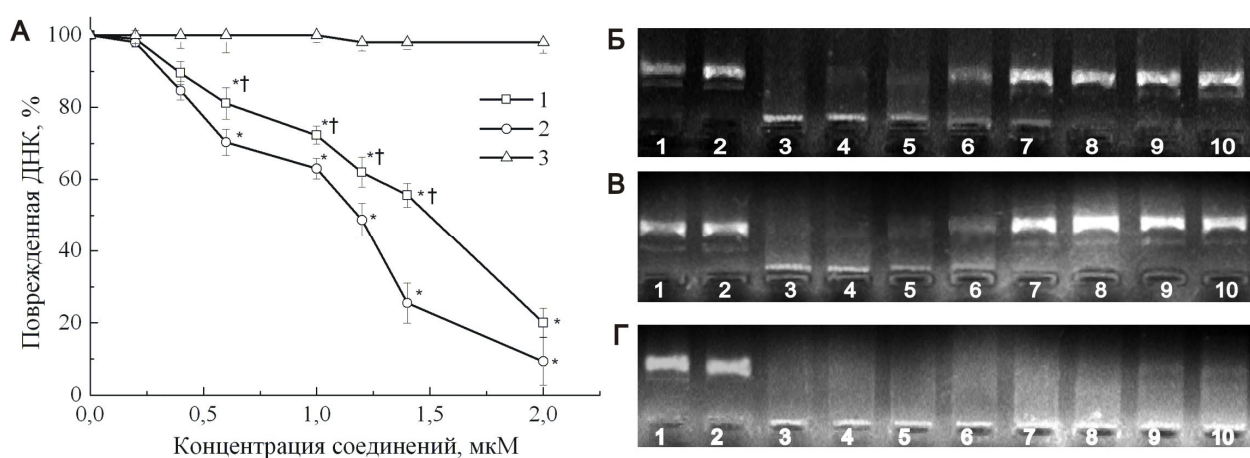 А
Поврежденная ДНК, %
100
80
60
40
20
0
0,0 0,5 1,0 1,5 2,0
Концентрация соединений, мкМ
*† *† *† *† *
* * * * *
1
2
3
Б
1 2 3 4 5 6 7 8 9 10
В
1 2 3 4 5 6 7 8 9 10
Г
1 2 3 4 5 6 7 8 9 10